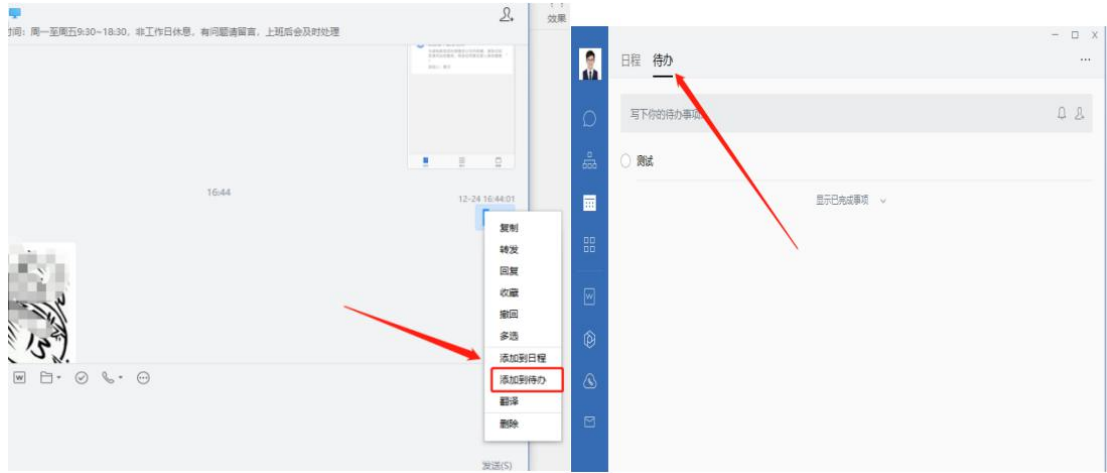 时间：周一至周五9:30~18:30，非工作日休息，有问题请留言，上班后会及时处理
效果
16:44
12-24 16:44:01
复制
转发
回复
收藏
撤回
多选
添加到日程
添加到待办
翻译
删除
发送(S)
日程 待办
写下你的待办事项
测试
显示已完成事项